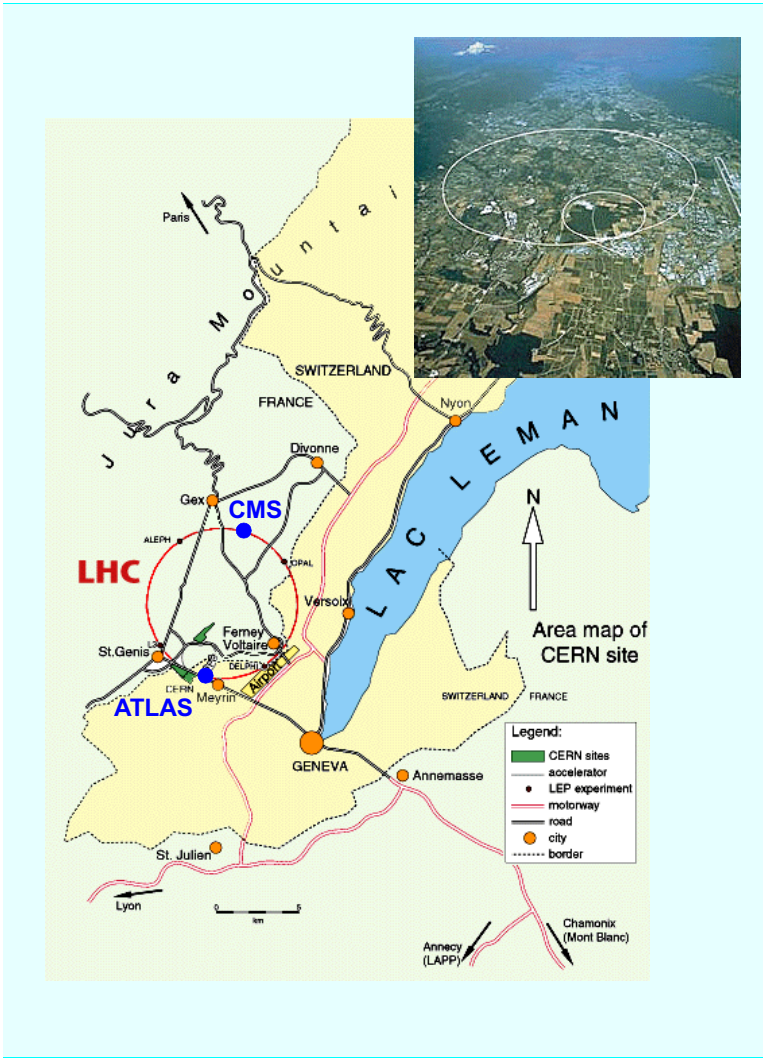 Paris
Jura Mountai
SWITZERLAND
FRANCE
Nyon
LAC LEMAN
Divonne
Gex
CMS
ALEPH
OPAL
LHC
N
Versoix
Area map of
CERN site
Ferney
Voltaire
L3
St.Genis
DELPHI
Airport
CERN
Meyrin
ATLAS
SWITZERLAND
FRANCE
GENEVA
Annemasse
Legend:
CERN sites
accelerator
LEP experiment
motorway
road
city
border
St. Julien
Lyon
0 5
km
Chamonix
(Mont Blanc)
Annecy
(LAPP)